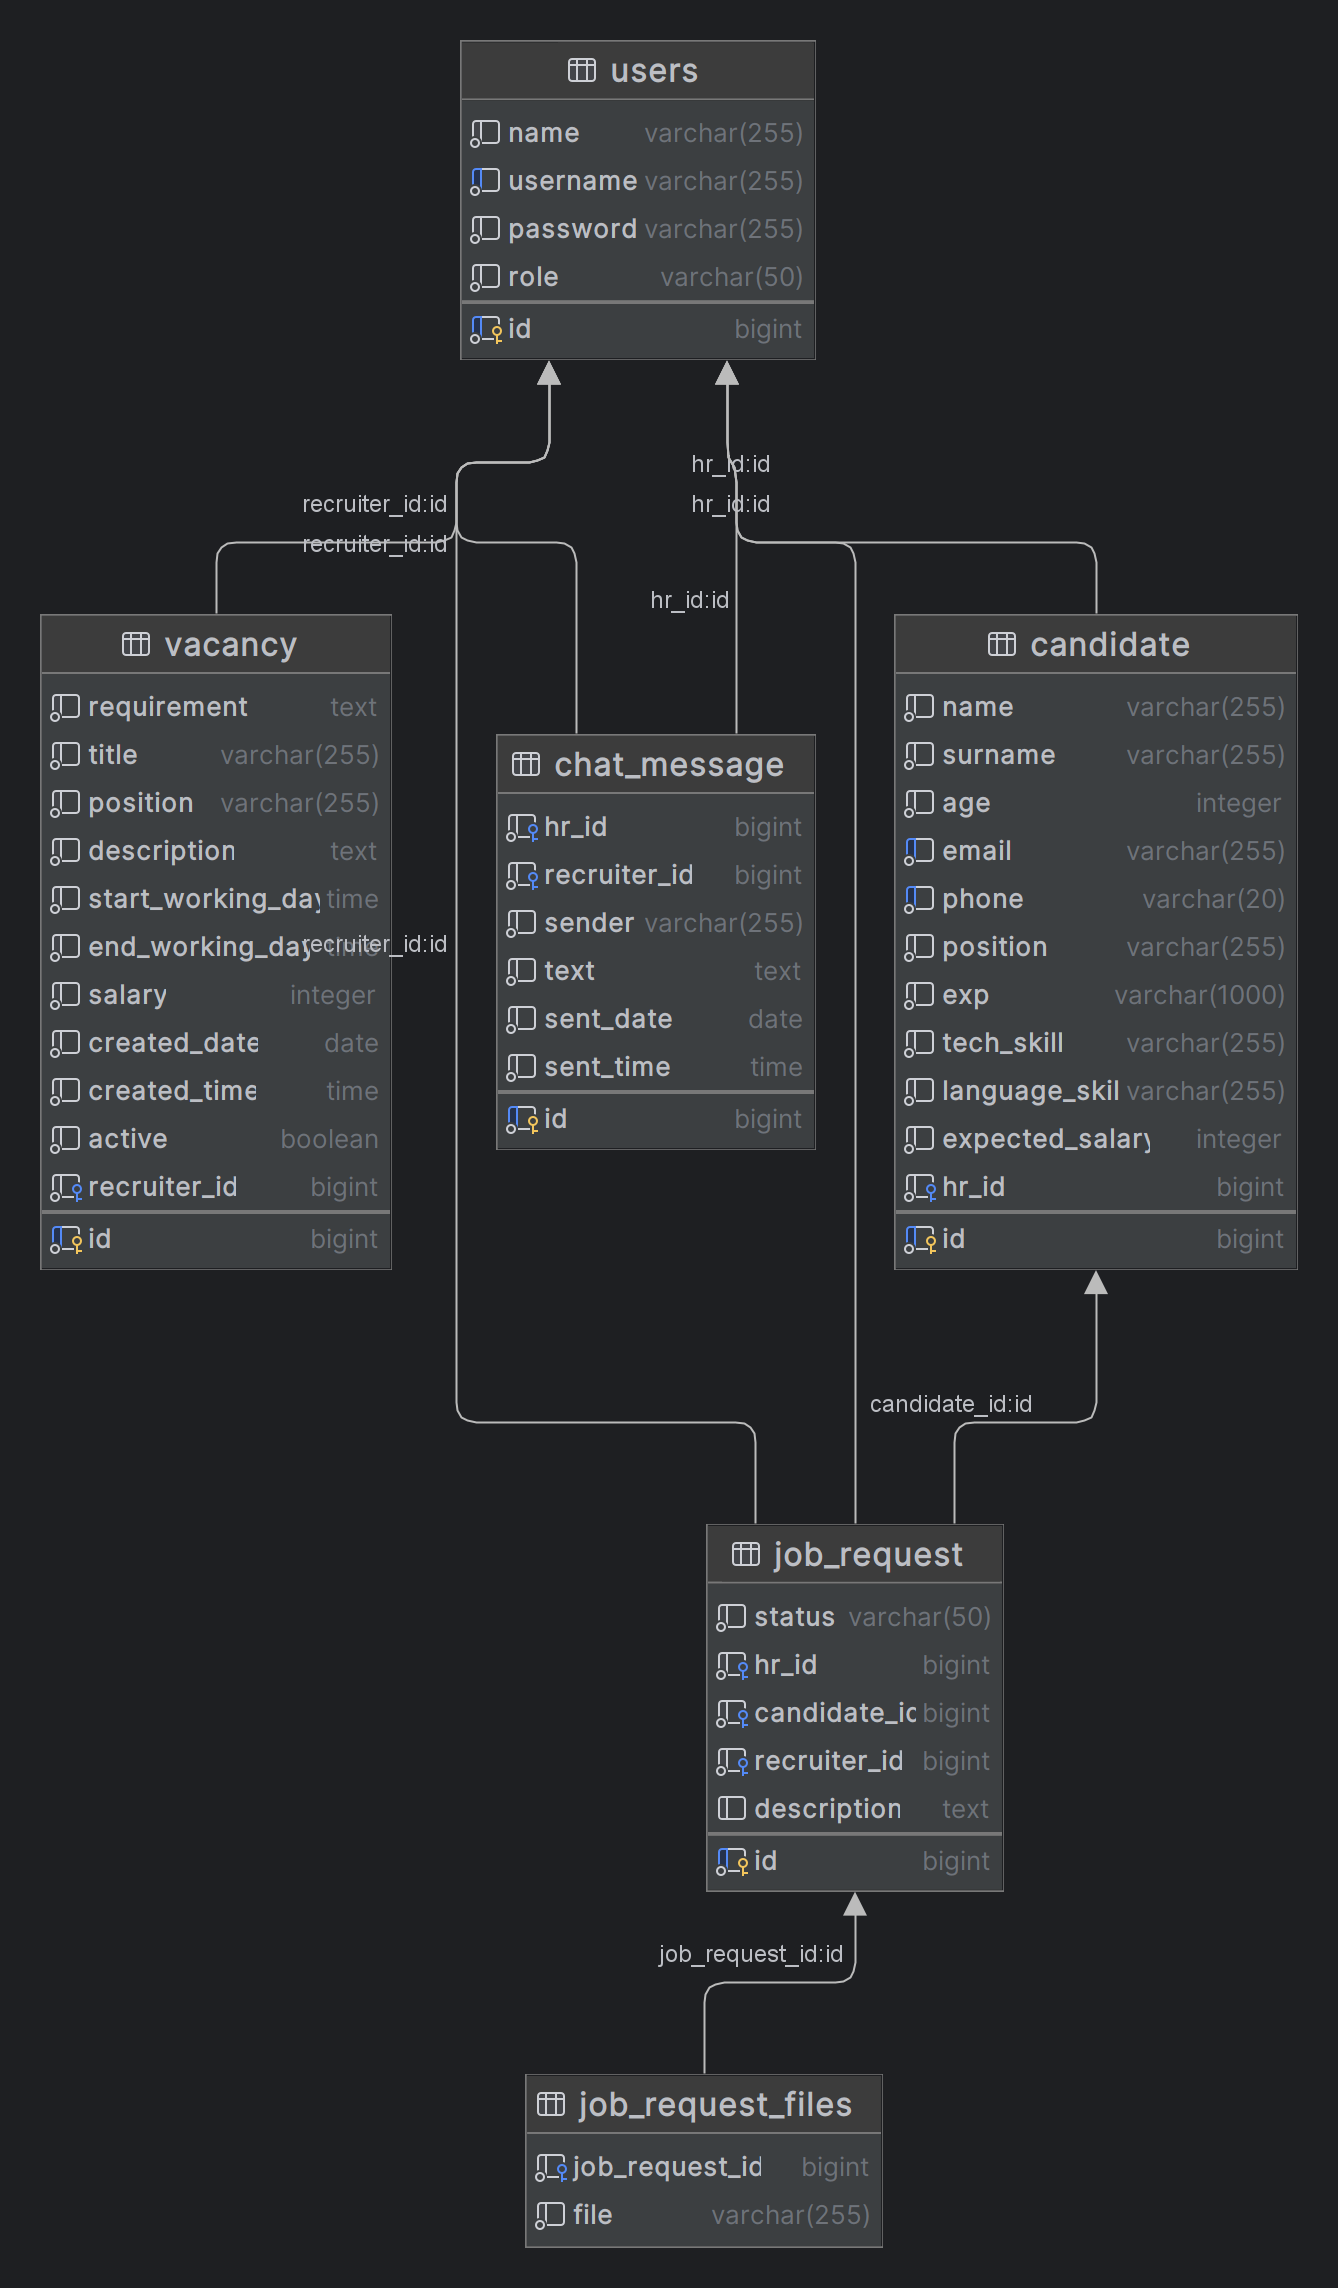 users
name varchar(255)
username varchar(255)
password varchar(255)
role varchar(50)
id bigint
hr_id:id
recruiter_id:id
hr_id:id
recruiter_id:id
hr_id:id
vacancy
requirement text
title varchar(255)
position varchar(255)
description text
start_working_day time
end_working_day time
recruiter_id:id
salary integer
created_date date
created_time time
active boolean
recruiter_id bigint
id bigint
chat_message
hr_id bigint
recruiter_id bigint
sender varchar(255)
text text
sent_date date
sent_time time
id bigint
candidate
name varchar(255)
surname varchar(255)
age integer
email varchar(255)
phone varchar(20)
position varchar(255)
exp varchar(1000)
tech_skill varchar(255)
language_skil varchar(255)
expected_salary integer
hr_id bigint
id bigint
candidate_id:id
job_request
status varchar(50)
hr_id bigint
candidate_id bigint
recruiter_id bigint
description text
id bigint
job_request_id:id
job_request_files
job_request_id bigint
file varchar(255)